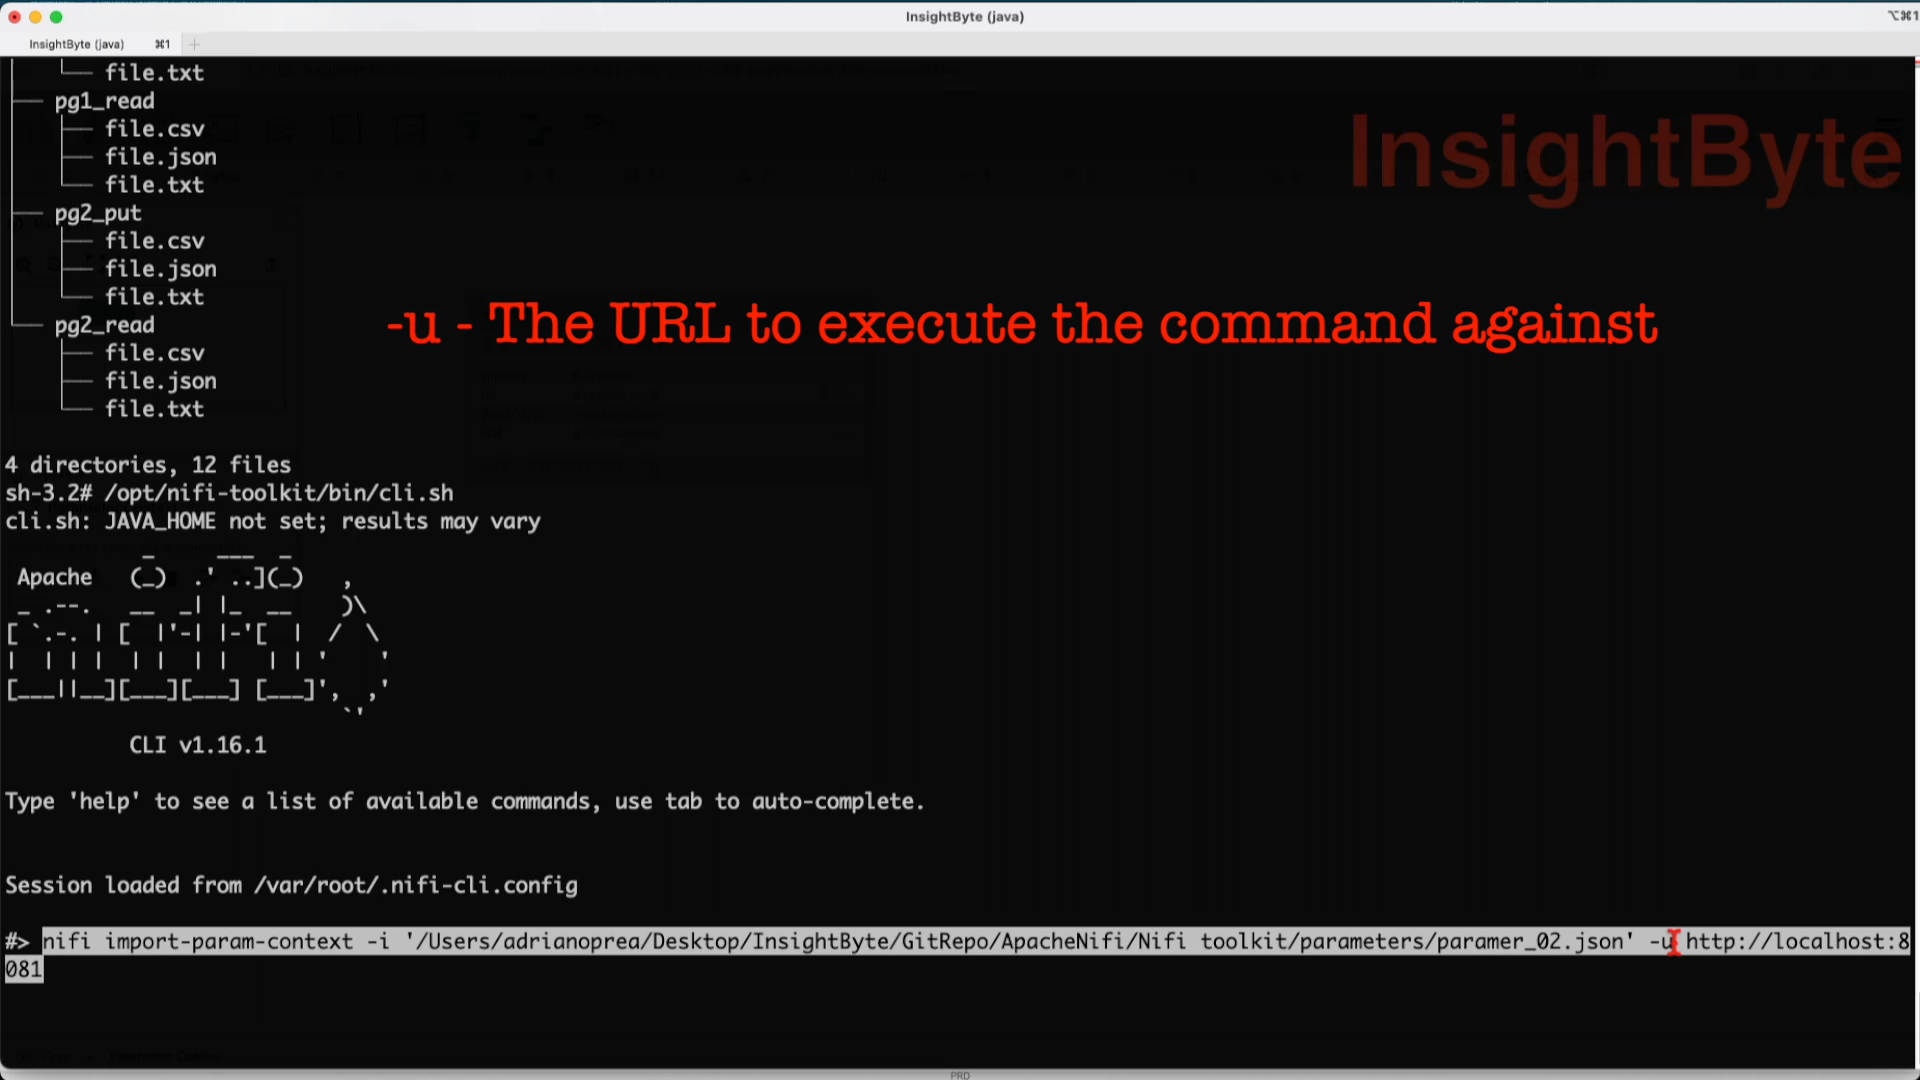 InsightByte (java)
⌥⌘1
InsightByte (java) ⌘1 +
└── file.txt
├── pg1_read
│   ├── file.csv
│   ├── file.json
│   └── file.txt
├── pg2_put
│   ├── file.csv
│   ├── file.json
│   └── file.txt
└── pg2_read
    ├── file.csv
    ├── file.json
    └── file.txt
InsightByte
-u - The URL to execute the command against
4 directories, 12 files
sh-3.2# /opt/nifi-toolkit/bin/cli.sh
cli.sh: JAVA_HOME not set; results may vary
Apache
CLI v1.16.1
Type 'help' to see a list of available commands, use tab to auto-complete.
Session loaded from /var/root/.nifi-cli.config
#> nifi import-param-context -i '/Users/adrianoprea/Desktop/InsightByte/GitRepo/ApacheNifi/Nifi toolkit/parameters/paramer_02.json' -u http://localhost:8
081
PRD